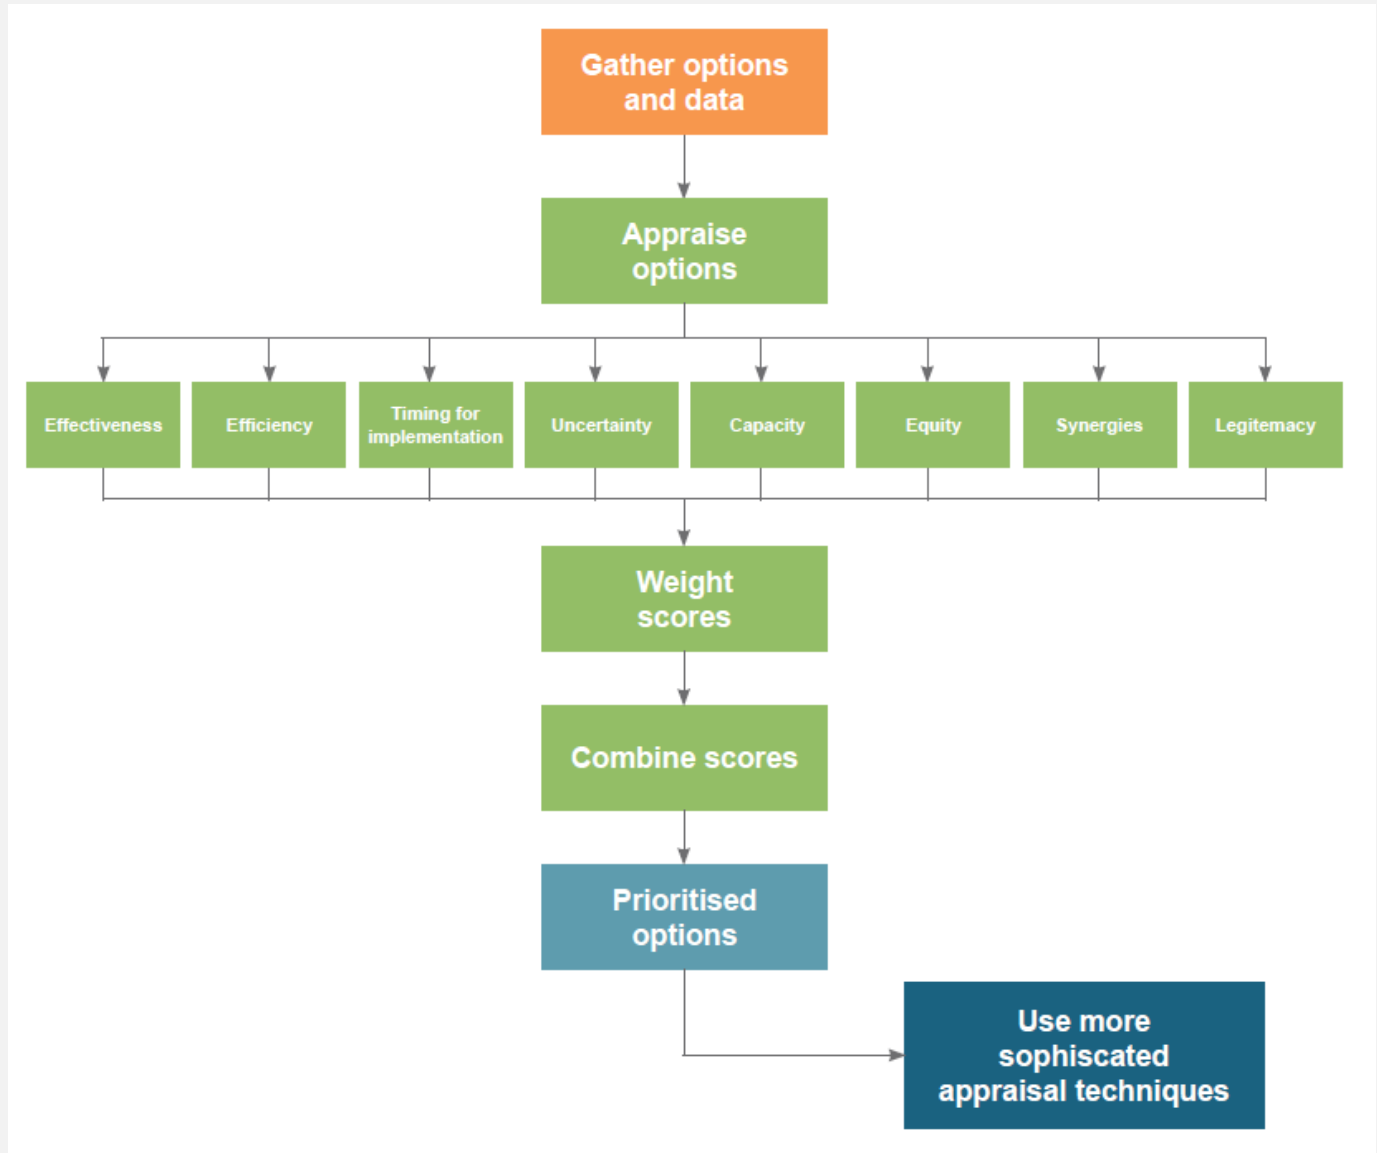 Gather options
and data
Appraise
options
Effectiveness
Efficiency
Timing for
implementation
Uncertainty
Capacity
Equity
Synergies
Legitemacy
Weight
scores
Combine scores
Prioritised
options
Use more
sophiscated
appraisal techniques